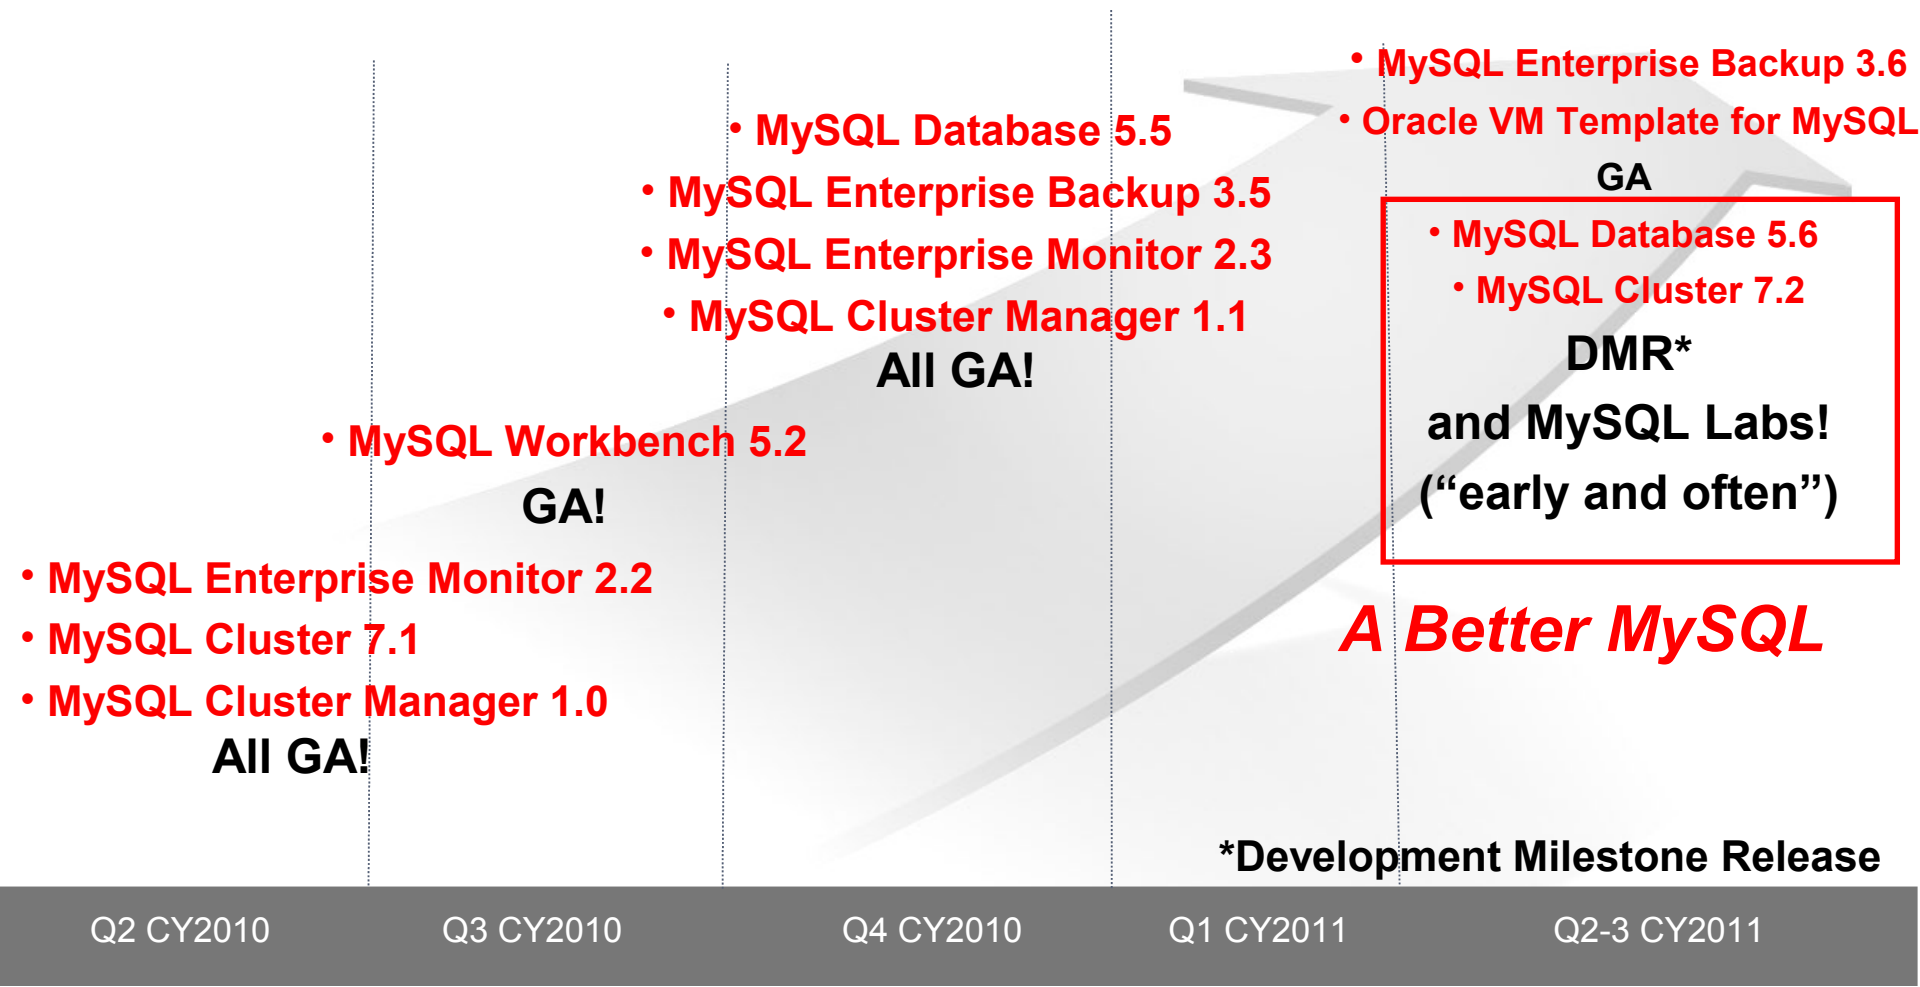 • MySQL Enterprise Backup 3.6
• Oracle VM Template for MySQL
GA
• MySQL Database 5.6
• MySQL Cluster 7.2
DMR*
and MySQL Labs!
(“early and often”)
• MySQL Database 5.5
• MySQL Enterprise Backup 3.5
• MySQL Enterprise Monitor 2.3
• MySQL Cluster Manager 1.1
All GA!
• MySQL Workbench 5.2
GA!
• MySQL Enterprise Monitor 2.2
• MySQL Cluster 7.1
• MySQL Cluster Manager 1.0
All GA!
A Better MySQL
*Development Milestone Release
Q2 CY2010
Q3 CY2010
Q4 CY2010
Q1 CY2011
Q2-3 CY2011